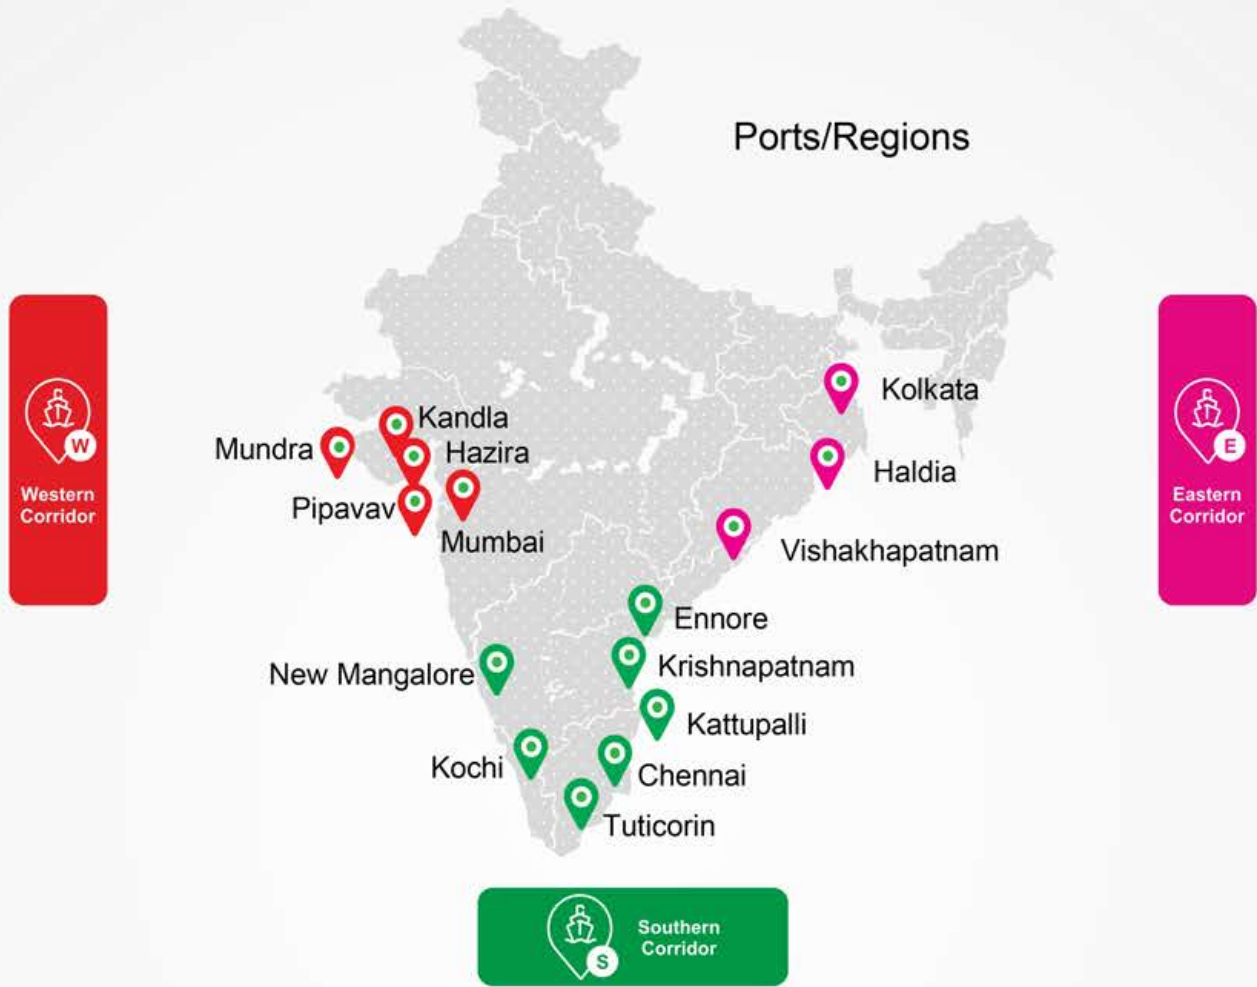 Ports/Regions
Kolkata
Kandla
Mundra
Hazira
Haldia
W
E
Western
Corridor
Eastern
Corridor
Pipavav
Mumbai
Vishakhapatnam
Ennore
Krishnapatnam
New Mangalore
Kattupalli
Kochi
Chennai
Tuticorin
Southern
Corridor
S